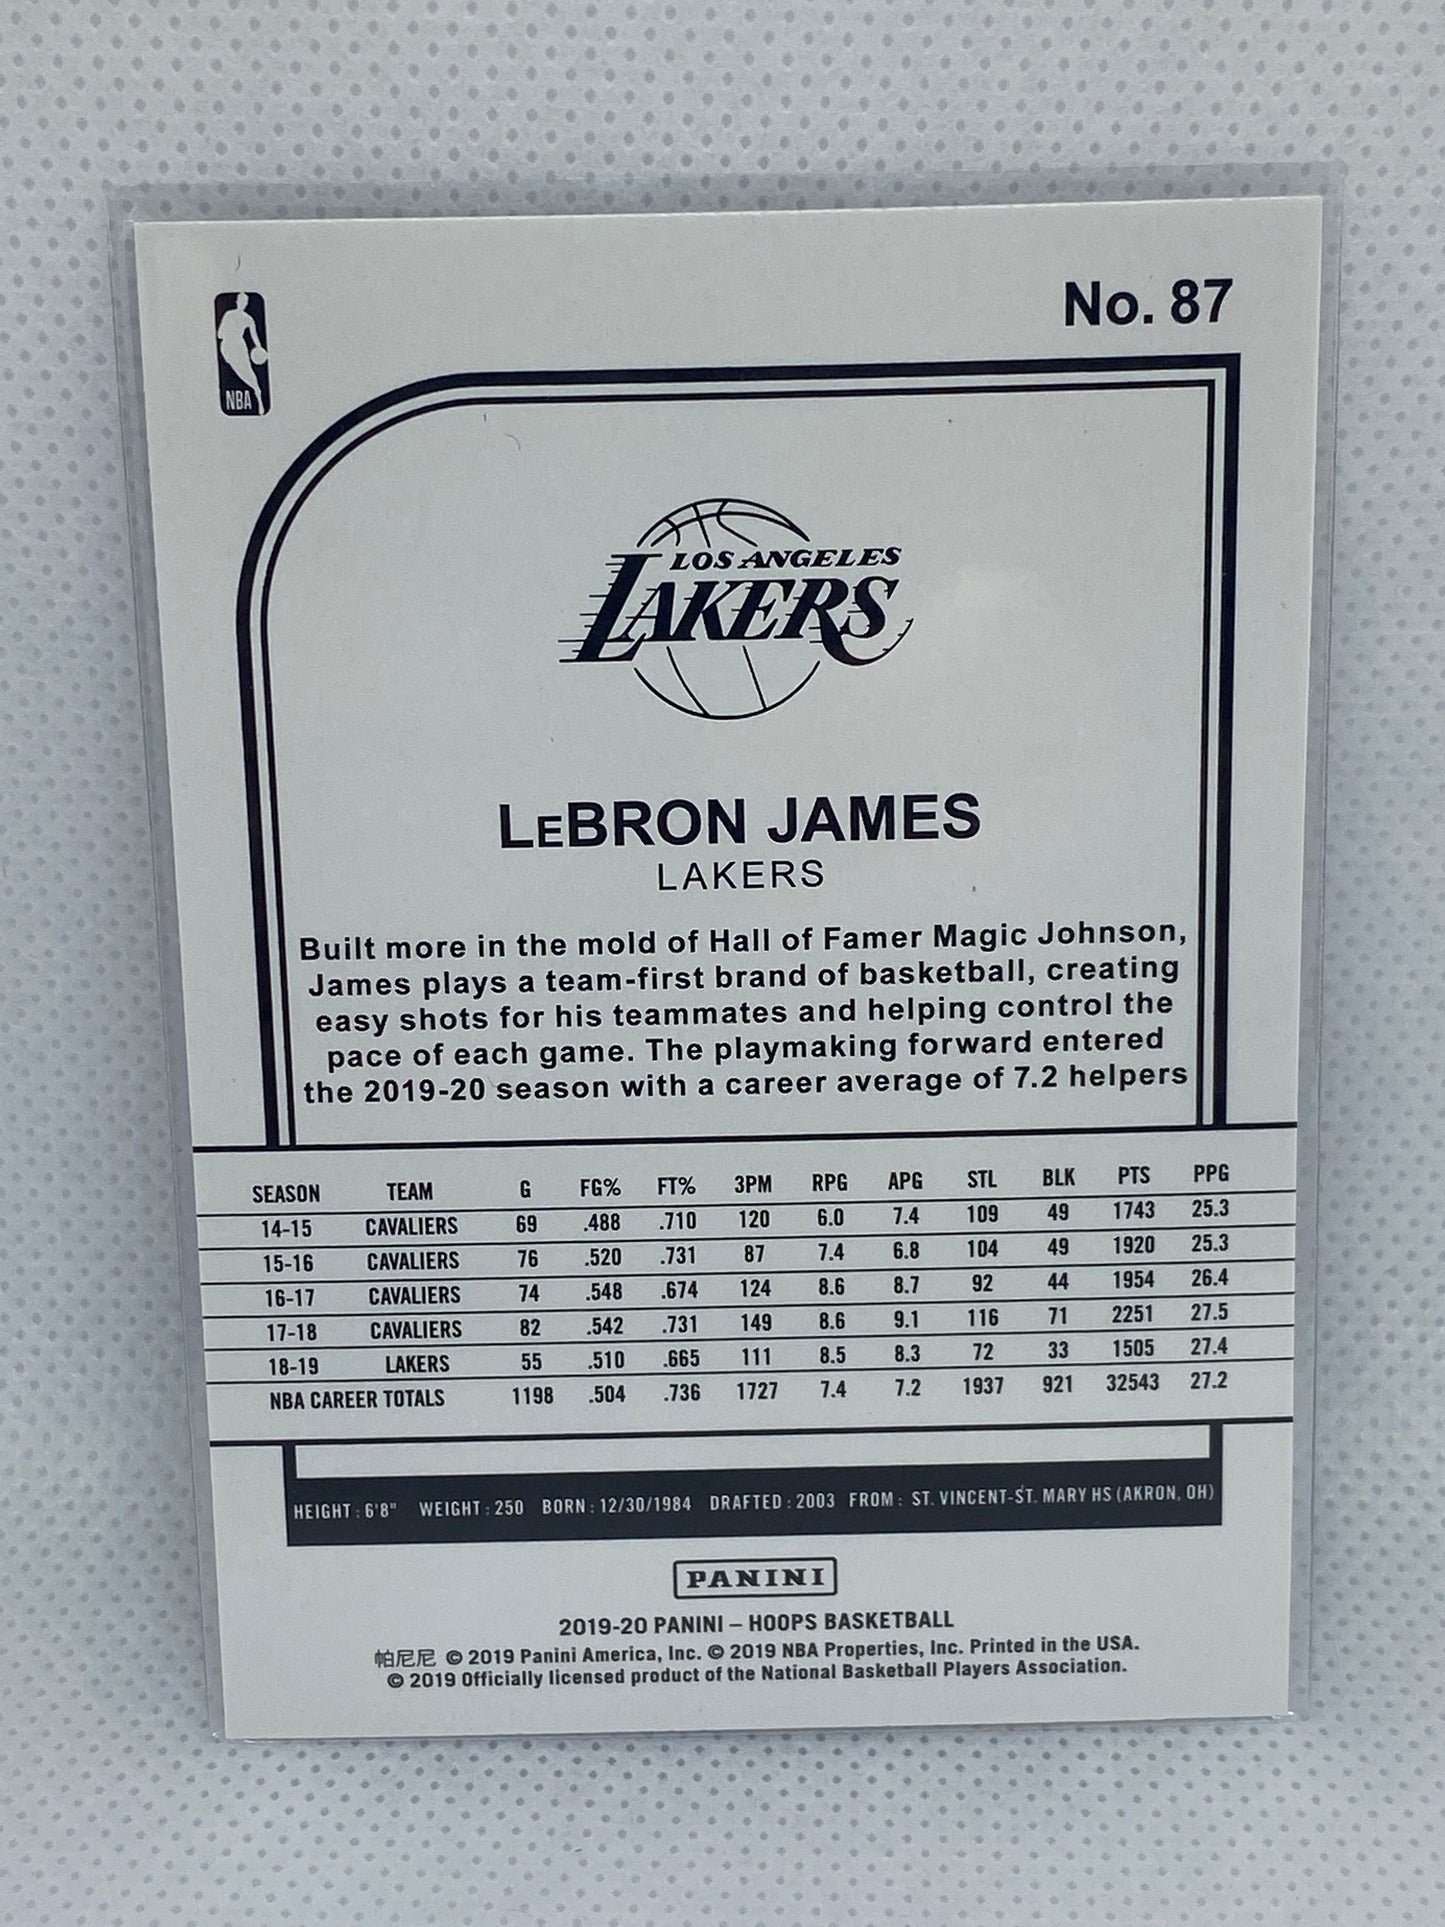 No. 87
NBA
LOS ANGELES
LAKERS
LEBRON JAMES
LAKERS
Built more in the mold of Hall of Famer Magic Johnson,
James plays a team-first brand of basketball, creating
easy shots for his teammates and helping control the
pace of each game. The playmaking forward entered
the 2019-20 season with a career average of 7.2 helpers
SEASON TEAM G FG% FT% 3PM RPG APG STL BLK PTS PPG
14-15 CAVALIERS 69 .488 .710 120 6.0 7.4 109 49 1743 25.3
15-16 CAVALIERS 76 .520 .731 87 7.4 6.8 104 49 1920 25.3
16-17 CAVALIERS 74 .548 .674 124 8.6 8.7 92 44 1954 26.4
17-18 CAVALIERS 82 .542 .731 149 8.6 9.1 116 71 2251 27.5
18-19 LAKERS 55 .510 .665 111 8.5 8.3 72 33 1505 27.4
NBA CAREER TOTALS 1198 .504 .736 1727 7.4 7.2 1937 921 32543 27.2
HEIGHT : 6'8" WEIGHT : 250 BORN : 12/30/1984 DRAFTED : 2003 FROM : ST. VINCENT-ST. MARY HS (AKRON, OH)
PANINI
2019-20 PANINI – HOOPS BASKETBALL
帕尼尼 © 2019 Panini America, Inc. © 2019 NBA Properties, Inc. Printed in the USA.
© 2019 Officially licensed product of the National Basketball Players Association.